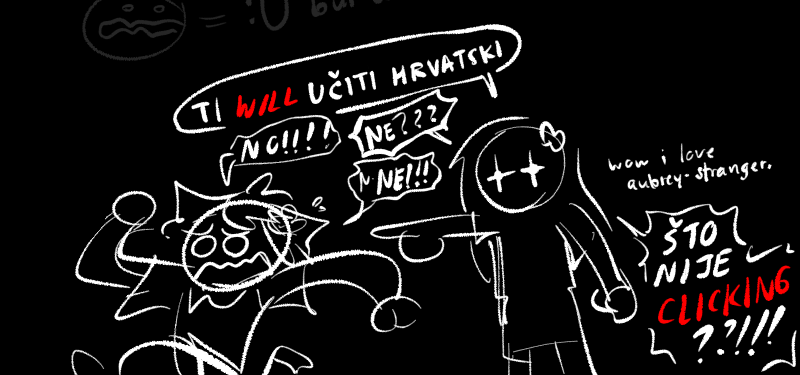 TI WILL UČITI HRVATSKI
NO!!!!
NE???
N- NE!!!
wow i love
aubrey-stranger.
ŠTO
NIJE
CLICKING
??!!!